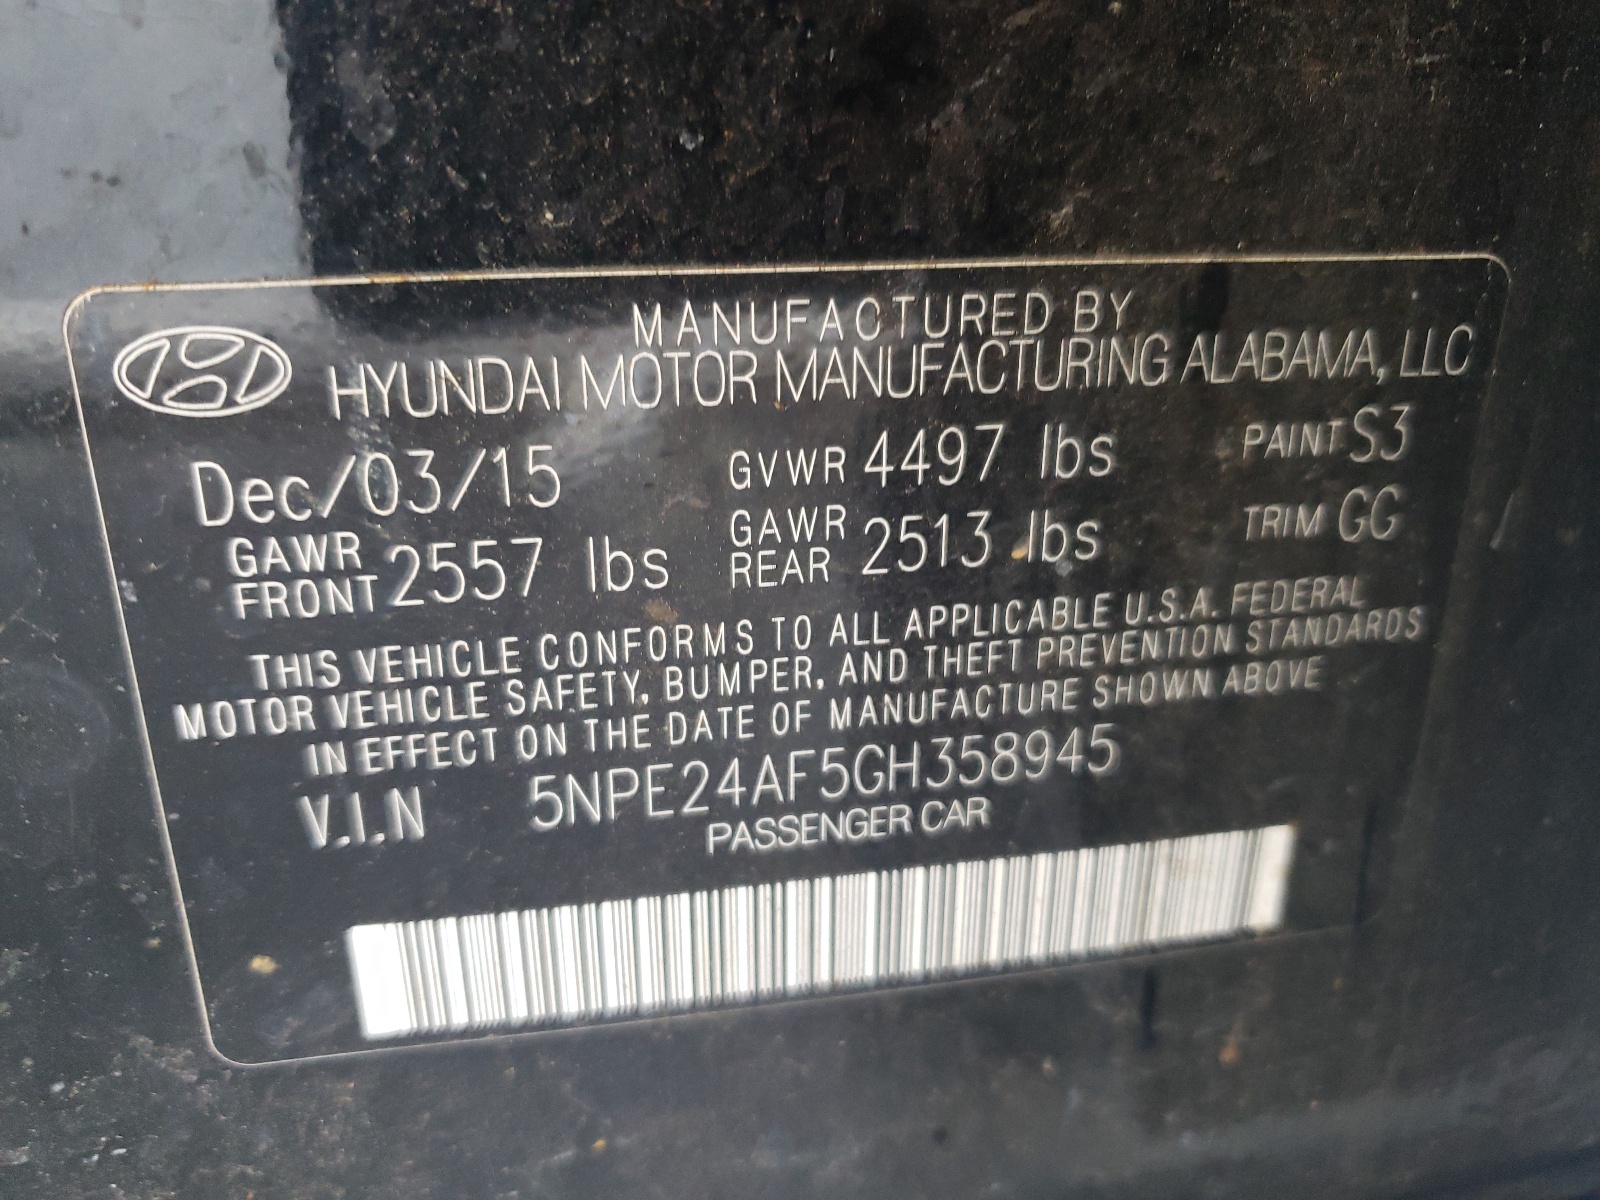 MANUFACTURED BY
HYUNDAI MOTOR MANUFACTURING ALABAMA, LLC
Dec/03/15 GVWR 4497 lbs PAINT S3
GAWR FRONT 2557 lbs GAWR REAR 2513 lbs TRIM GG
THIS VEHICLE CONFORMS TO ALL APPLICABLE U.S.A. FEDERAL
MOTOR VEHICLE SAFETY, BUMPER, AND THEFT PREVENTION STANDARDS
IN EFFECT ON THE DATE OF MANUFACTURE SHOWN ABOVE
V.I.N 5NPE24AF5GH358945
PASSENGER CAR